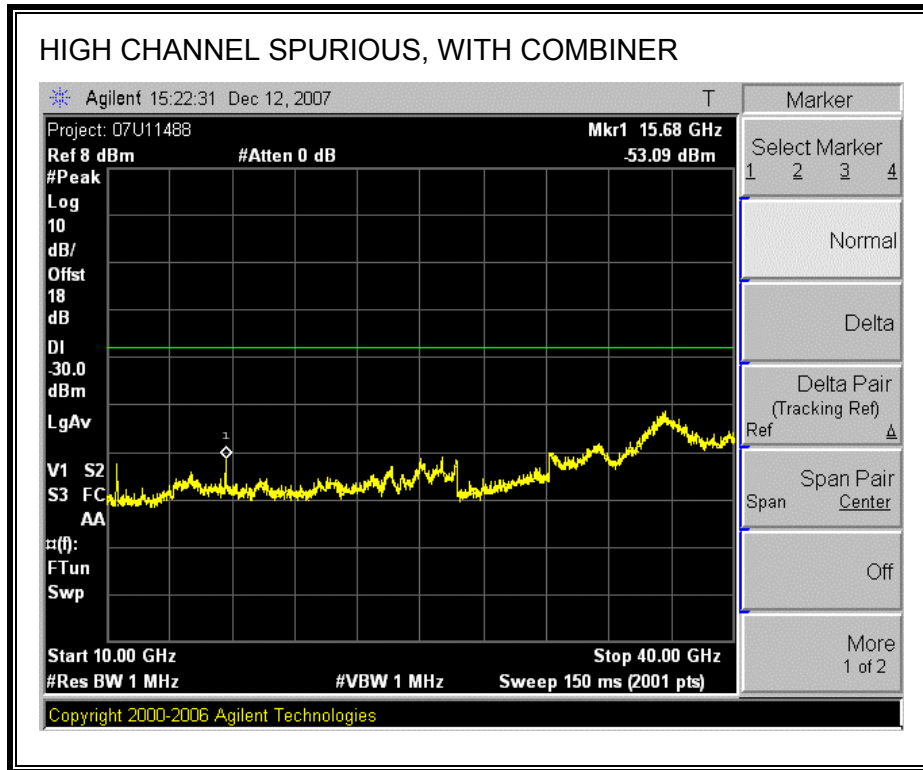 HIGH CHANNEL SPURIOUS, WITH COMBINER
Agilent 15:22:31 Dec 12, 2007 T
Project: 07U11488 Mkr1 15.68 GHz
Ref 8 dBm #Atten 0 dB -53.09 dBm
#Peak
Log
10
dB/
Offst
18
dB
DI
-30.0
dBm
LgAv
1
V1 S2
S3 FC
AA
¤(f):
FTun
Swp
Start 10.00 GHz Stop 40.00 GHz
#Res BW 1 MHz #VBW 1 MHz Sweep 150 ms (2001 pts)
Copyright 2000-2006 Agilent Technologies
Marker
Select Marker
1 2 3 4
Normal
Delta
Delta Pair
(Tracking Ref)
Ref Δ
Span Pair
Span Center
Off
More
1 of 2